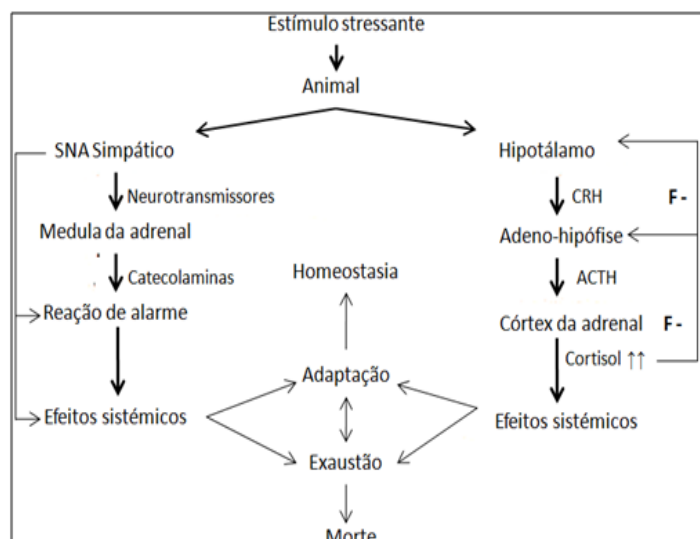 Estímulo stressante
Animal
SNA Simpático
Hipotálamo
Neurotransmissores
CRH
F -
Medula da adrenal
Adeno-hipófise
Catecolaminas
Homeostasia
ACTH
Reação de alarme
Córtex da adrenal
F -
Cortisol ↑↑
Adaptação
Efeitos sistémicos
Efeitos sistémicos
Exaustão
Morte